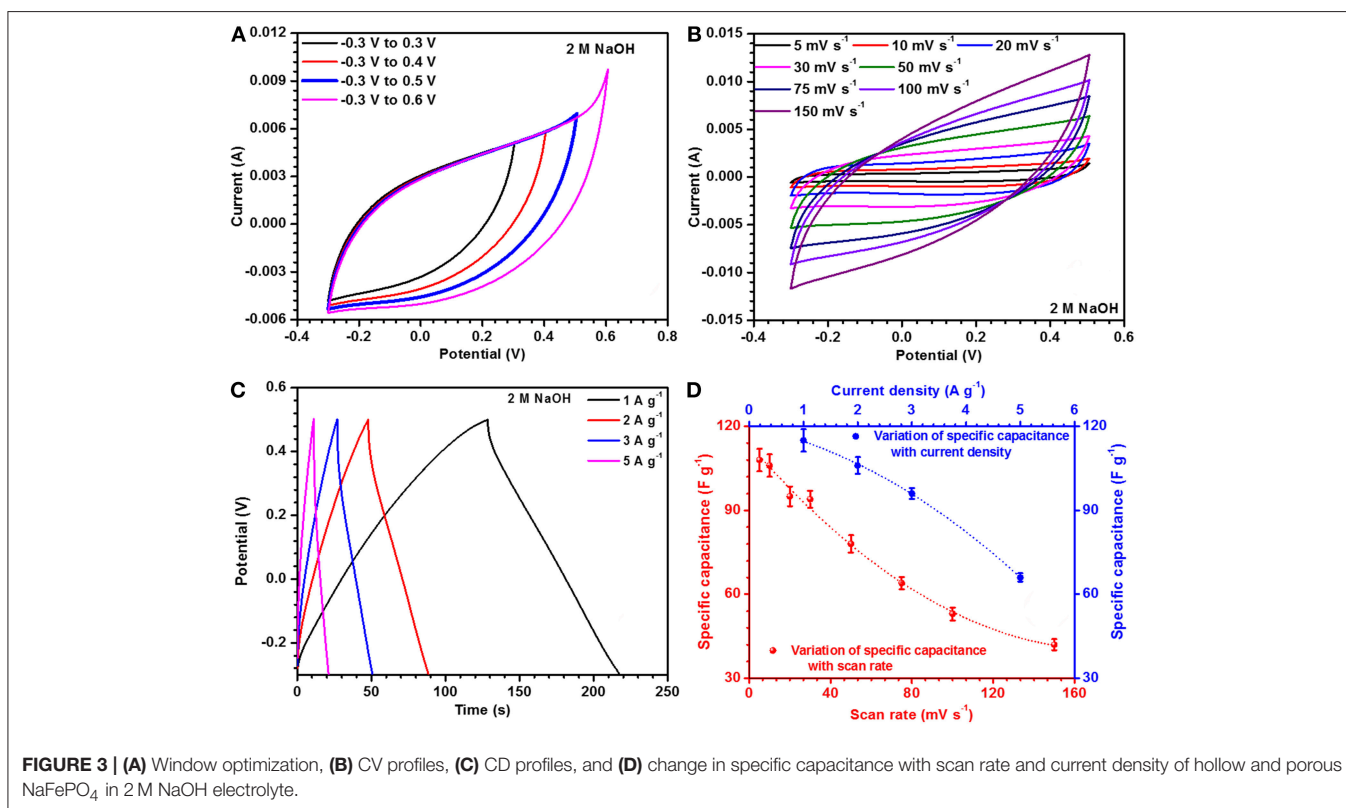 A
2 M NaOH
-0.3 V to 0.3 V
-0.3 V to 0.4 V
-0.3 V to 0.5 V
-0.3 V to 0.6 V
Current (A)
0.012
0.009
0.006
0.003
0.000
-0.003
-0.006
-0.4 -0.2 0.0 0.2 0.4 0.6 0.8
Potential (V)
B
5 mV s⁻¹ 10 mV s⁻¹ 20 mV s⁻¹
30 mV s⁻¹ 50 mV s⁻¹
75 mV s⁻¹ 100 mV s⁻¹
150 mV s⁻¹
Current (A)
0.015
0.010
0.005
0.000
-0.005
-0.010
-0.015
2 M NaOH
-0.4 -0.2 0.0 0.2 0.4 0.6
Potential (V)
C
2 M NaOH
1 A g⁻¹
2 A g⁻¹
3 A g⁻¹
5 A g⁻¹
Potential (V)
0.6
0.4
0.2
0.0
-0.2
0 50 100 150 200 250
Time (s)
D
Current density (A g⁻¹)
0 1 2 3 4 5 6
Variation of specific capacitance
with current density
Specific capacitance (F g⁻¹)
120
90
60
30
Specific capacitance (F g⁻¹)
120
90
60
30
Variation of specific capacitance
with scan rate
0 40 80 120 160
Scan rate (mV s⁻¹)
FIGURE 3 | (A) Window optimization, (B) CV profiles, (C) CD profiles, and (D) change in specific capacitance with scan rate and current density of hollow and porous
NaFePO₄ in 2 M NaOH electrolyte.